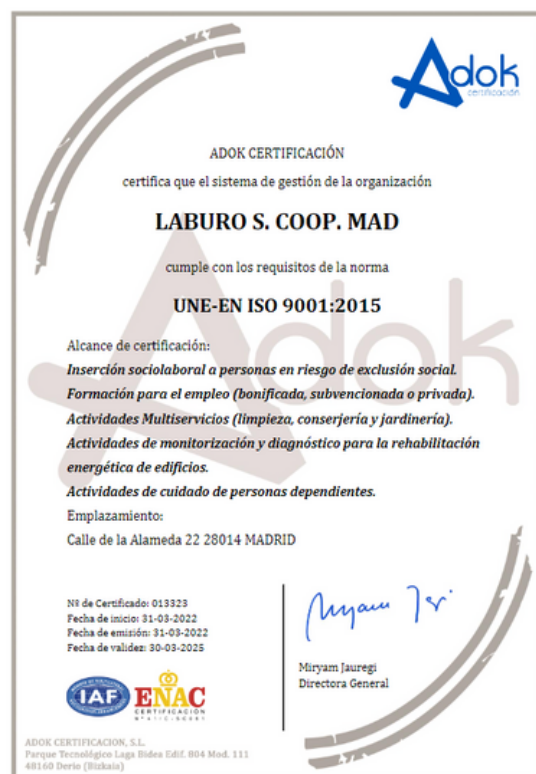 Adok
certificación
ADOK CERTIFICACIÓN
certifica que el sistema de gestión de la organización
LABURO S. COOP. MAD
cumple con los requisitos de la norma
UNE-EN ISO 9001:2015
Adok
Alcance de certificación:
Inserción sociolaboral a personas en riesgo de exclusión social.
Formación para el empleo (bonificada, subvencionada o privada).
Actividades Multiservicios (limpieza, conserjería y jardinería).
Actividades de monitorización y diagnóstico para la rehabilitación
energética de edificios.
Actividades de cuidado de personas dependientes.
Emplazamiento:
Calle de la Alameda 22 28014 MADRID
Nº de Certificado: 013323
Fecha de inicio: 31-03-2022
Fecha de emisión: 31-03-2022
Fecha de validez: 30-03-2025
Miryam Jauregi
Directora General
IAF
ENAC
CERTIFICACIÓN
ADOK CERTIFICACION, S.L.
Parque Tecnológico Laga Bidea Edif. 804 Mod. 111
48160 Derio (Bizkaia)